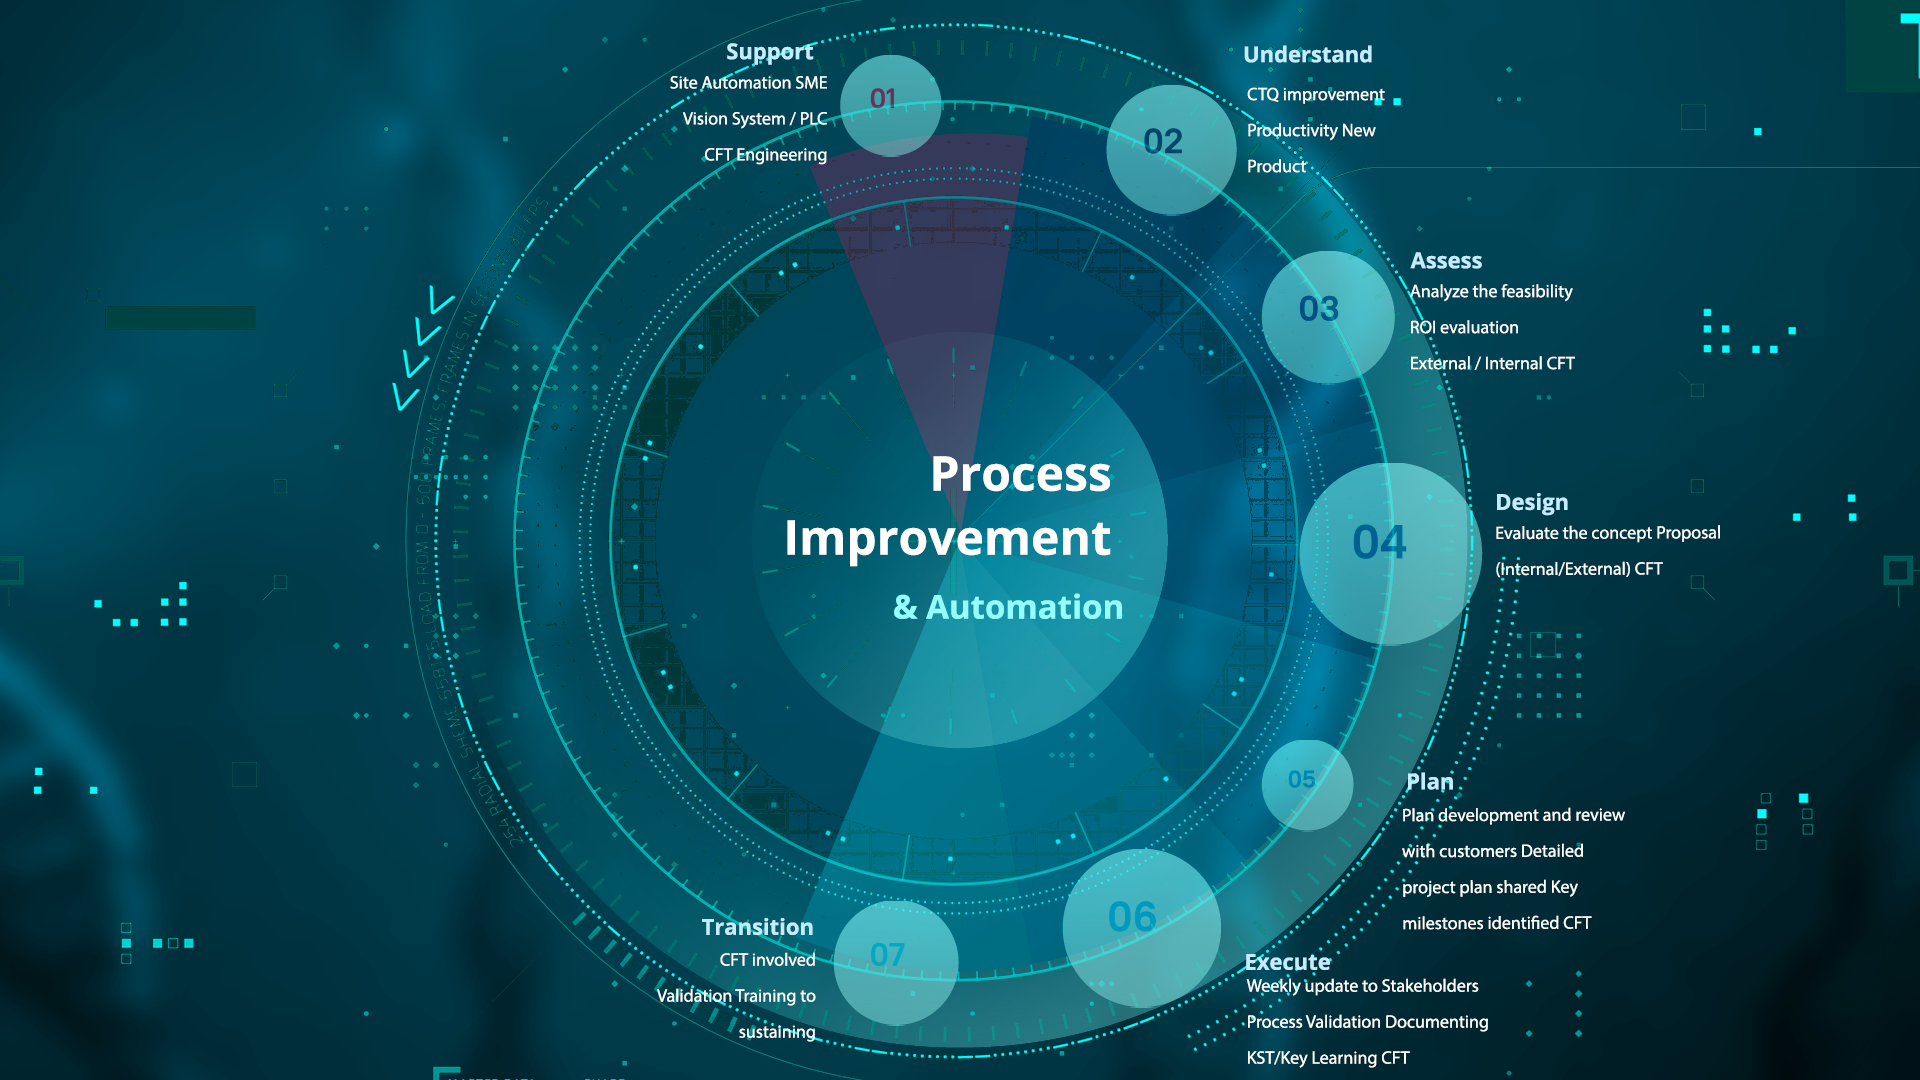 Support
Site Automation SME
Vision System / PLC
CFT Engineering
01
Understand
CTQ improvement
Productivity New
Product
02
Assess
Analyze the feasibility
ROI evaluation
External / Internal CFT
03
Process
Improvement
& Automation
Design
Evaluate the concept Proposal
(Internal/External) CFT
04
Plan
Plan development and review
with customers Detailed
project plan shared Key
milestones identified CFT
05
Execute
Weekly update to Stakeholders
Process Validation Documenting
KST/Key Learning CFT
06
Transition
CFT involved
Validation Training to
sustaining
07